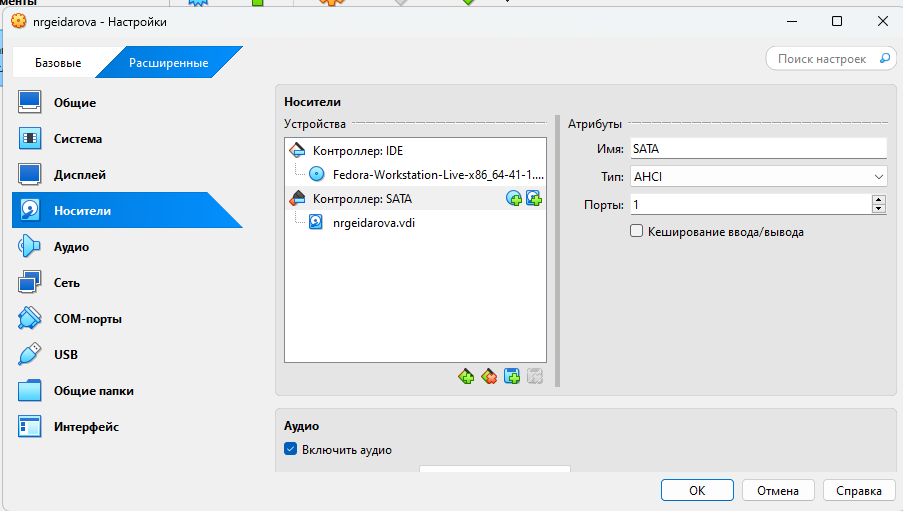 менты
nrgeidarova - Настройки
Базовые
Расширенные
Поиск настроек
Общие
Система
Дисплей
Носители
Аудио
Сеть
COM-порты
USB
Общие папки
Интерфейс
Носители
Устройства
Контроллер: IDE
Fedora-Workstation-Live-x86_64-41-1....
Контроллер: SATA
nrgeidarova.vdi
Атрибуты
Имя: SATA
Тип: AHCI
Порты: 1
Кеширование ввода/вывода
Аудио
Включить аудио
OK
Отмена
Справка